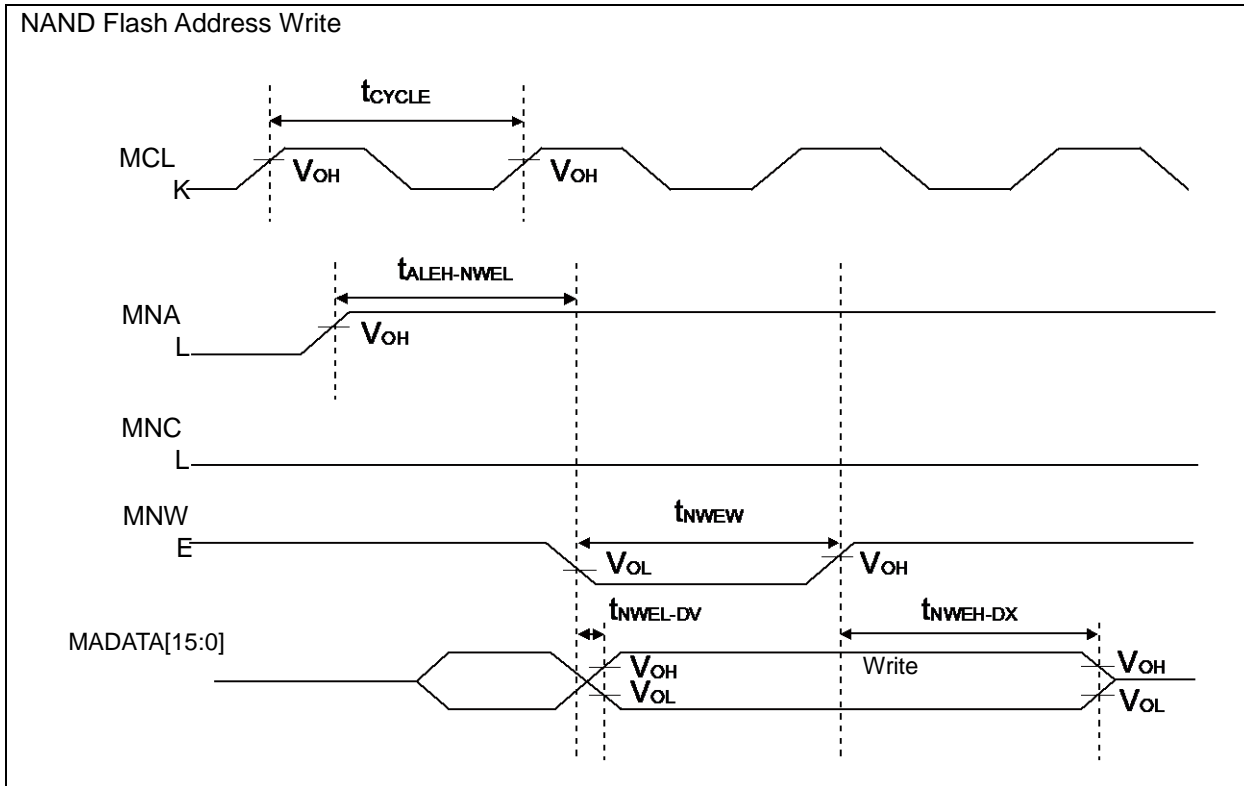 NAND Flash Address Write
tCYCLE
MCL
K
VOH
VOH
tALEH-NWEL
MNA
L
VOH
MNC
L
MNW
E
tNWEW
VOL
VOH
tNWEL-DV
tNWEH-DX
MADATA[15:0]
VOH
Write
VOH
VOL
VOL